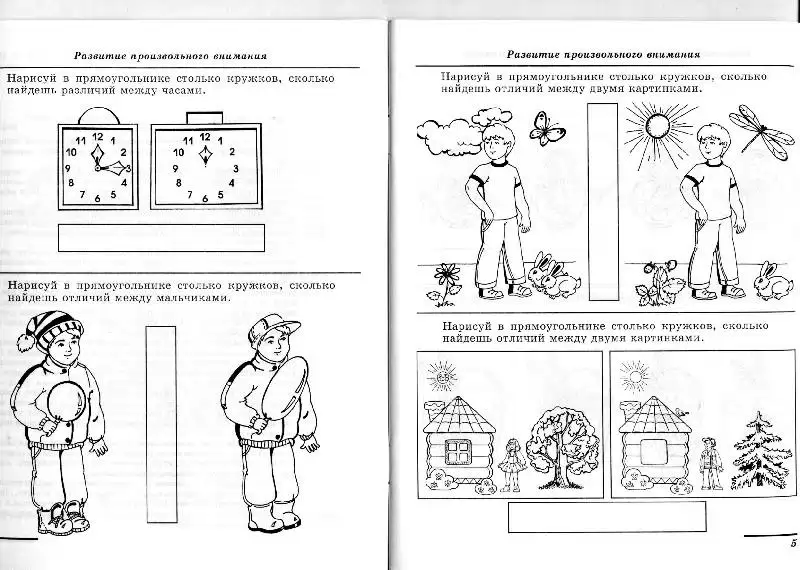 Развитие произвольного внимания
Нарисуй в прямоугольнике столько кружков, сколько
найдешь различий между часами.
11 12 1
10 2
9 3
8 4
7 6 5
11 12 1
10 2
9 3
8 4
7 6 5
Нарисуй в прямоугольнике столько кружков, сколько
найдешь отличий между мальчиками.
Развитие произвольного внимания
Нарисуй в прямоугольнике столько кружков, сколько
найдешь отличий между двумя картинками.
Нарисуй в прямоугольнике столько кружков, сколько
найдешь отличий между двумя картинками.
5